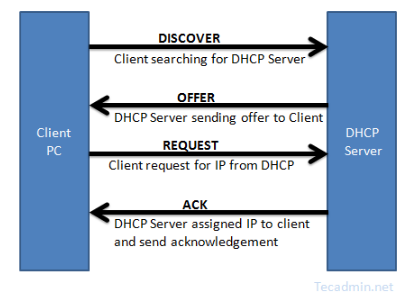 DISCOVER
Client searching for DHCP Server
OFFER
DHCP Server sending offer to Client
Client
PC
DHCP
Server
REQUEST
Client request for IP from DHCP
ACK
DHCP Server assigned IP to client
and send acknowledgement
Tecadmin.net